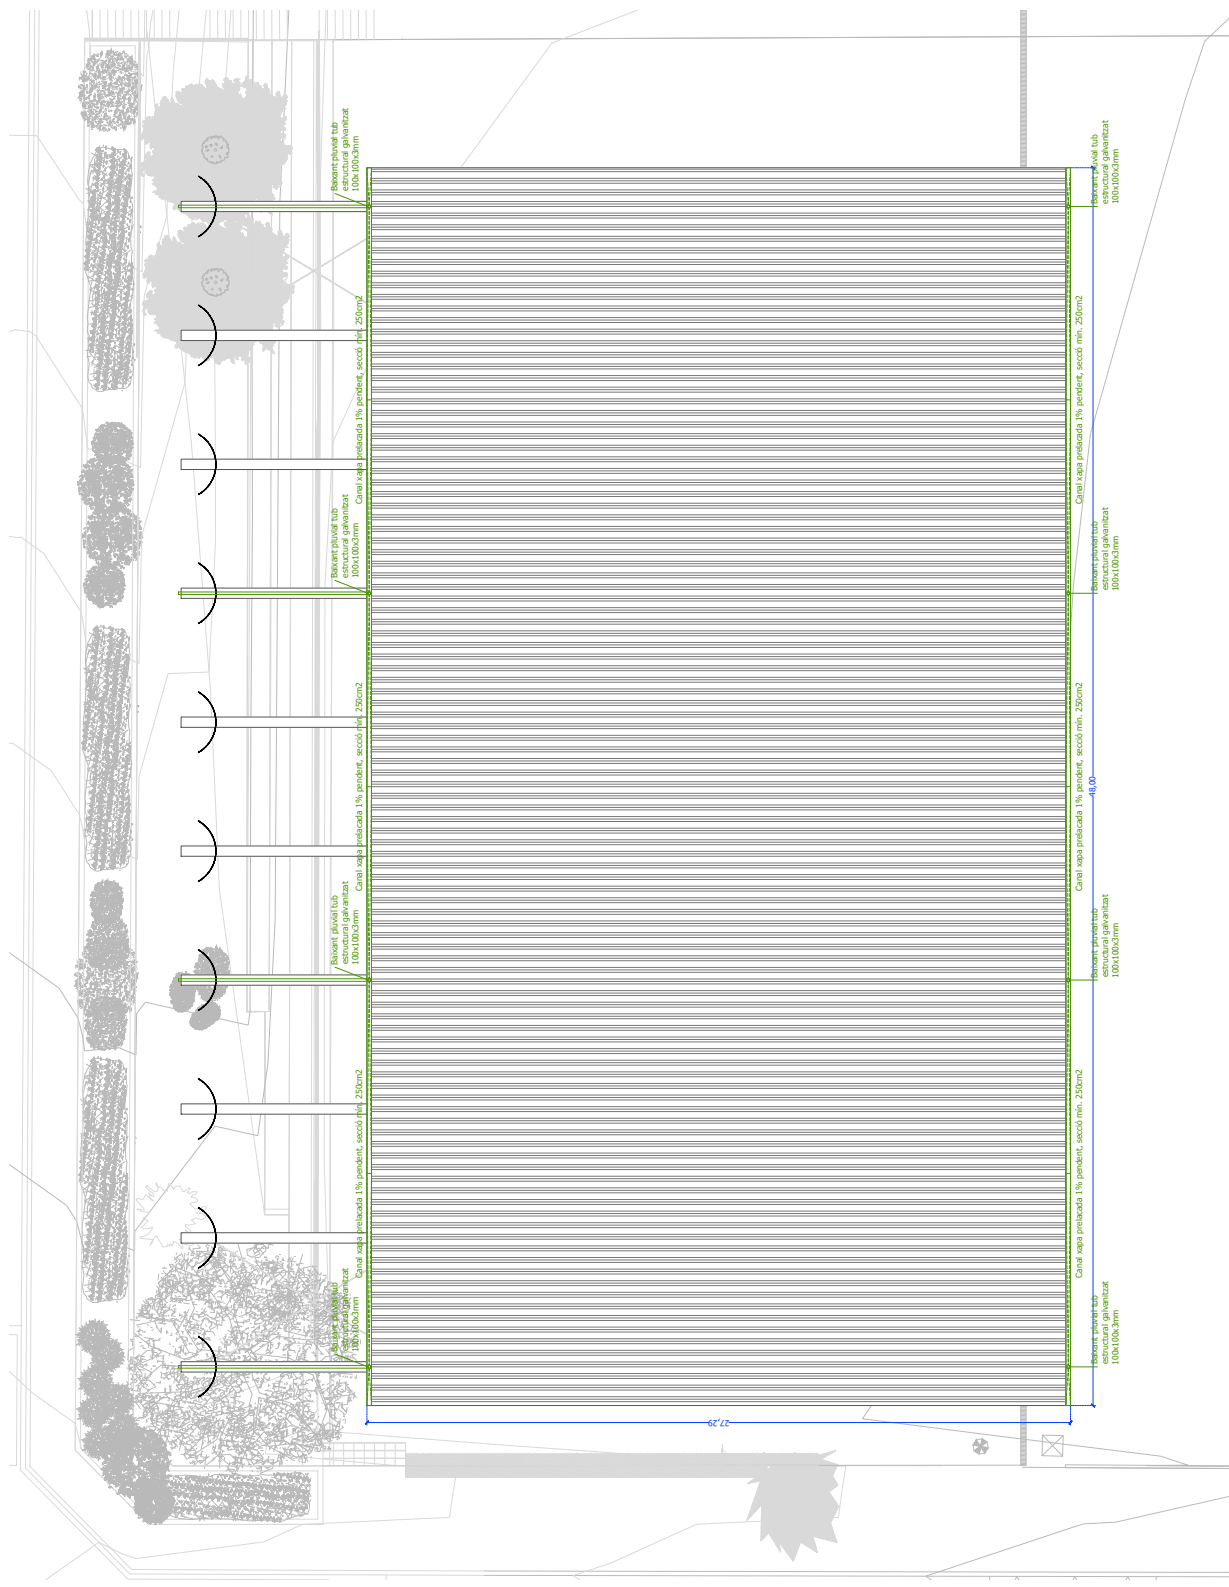 Baixant pluvial tub
estructural galvanitzat
100x100x3mm
Baixant pluvial tub
estructural galvanitzat
100x100x3mm
Canal xapa prelacada 1% pendent, secció mín. 250cm2
Canal xapa prelacada 1% pendent, secció mín. 250cm2
Baixant pluvial tub
estructural galvanitzat
100x100x3mm
Baixant pluvial tub
estructural galvanitzat
100x100x3mm
Canal xapa prelacada 1% pendent, secció mín. 250cm2
Canal xapa prelacada 1% pendent, secció mín. 250cm2
48,00
Baixant pluvial tub
estructural galvanitzat
100x100x3mm
Baixant pluvial tub
estructural galvanitzat
100x100x3mm
Canal xapa prelacada 1% pendent, secció mín. 250cm2
Canal xapa prelacada 1% pendent, secció mín. 250cm2
Baixant pluvial tub
estructural galvanitzat
100x100x3mm
Baixant pluvial tub
estructural galvanitzat
100x100x3mm
27,29